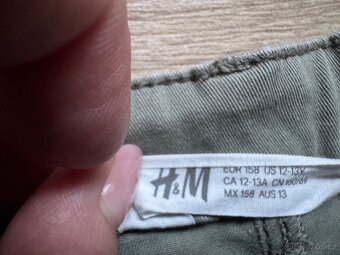 H&M
EUR 158 US 12-13Y
CA 12-13A CN 160/69
MX 158 AUS 13